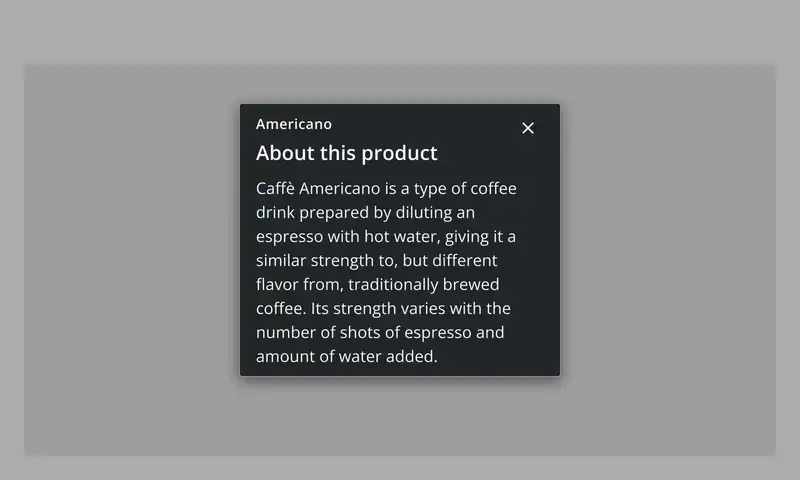 Americano
About this product
Caffè Americano is a type of coffee
drink prepared by diluting an
espresso with hot water, giving it a
similar strength to, but different
flavor from, traditionally brewed
coffee. Its strength varies with the
number of shots of espresso and
amount of water added.